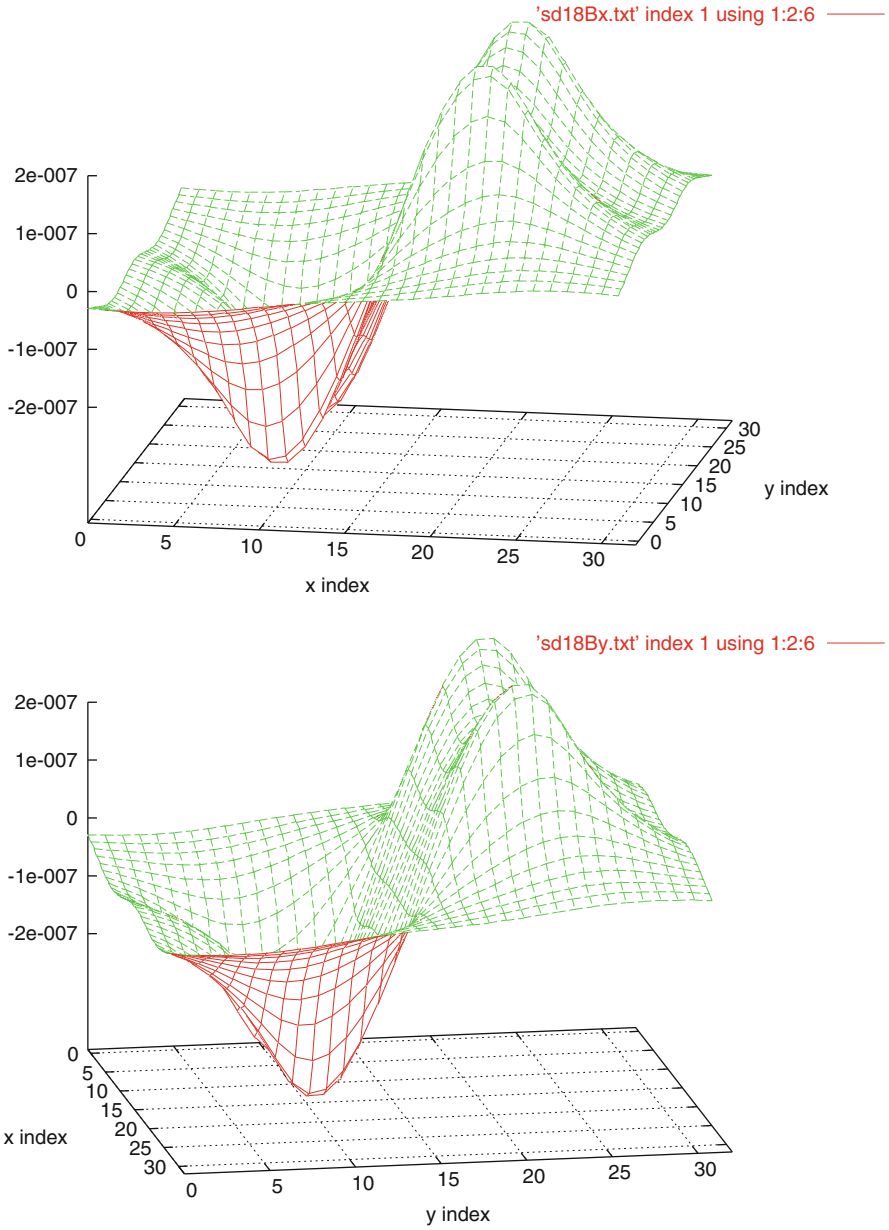 'sd18Bx.txt' index 1 using 1:2:6
2e-007
1e-007
0
-1e-007
-2e-007
0 5 10 15 20 25 30
x index
0 5 10 15 20 25 30
y index
'sd18By.txt' index 1 using 1:2:6
2e-007
1e-007
0
-1e-007
-2e-007
0 5 10 15 20 25 30
x index
0 5 10 15 20 25 30
y index